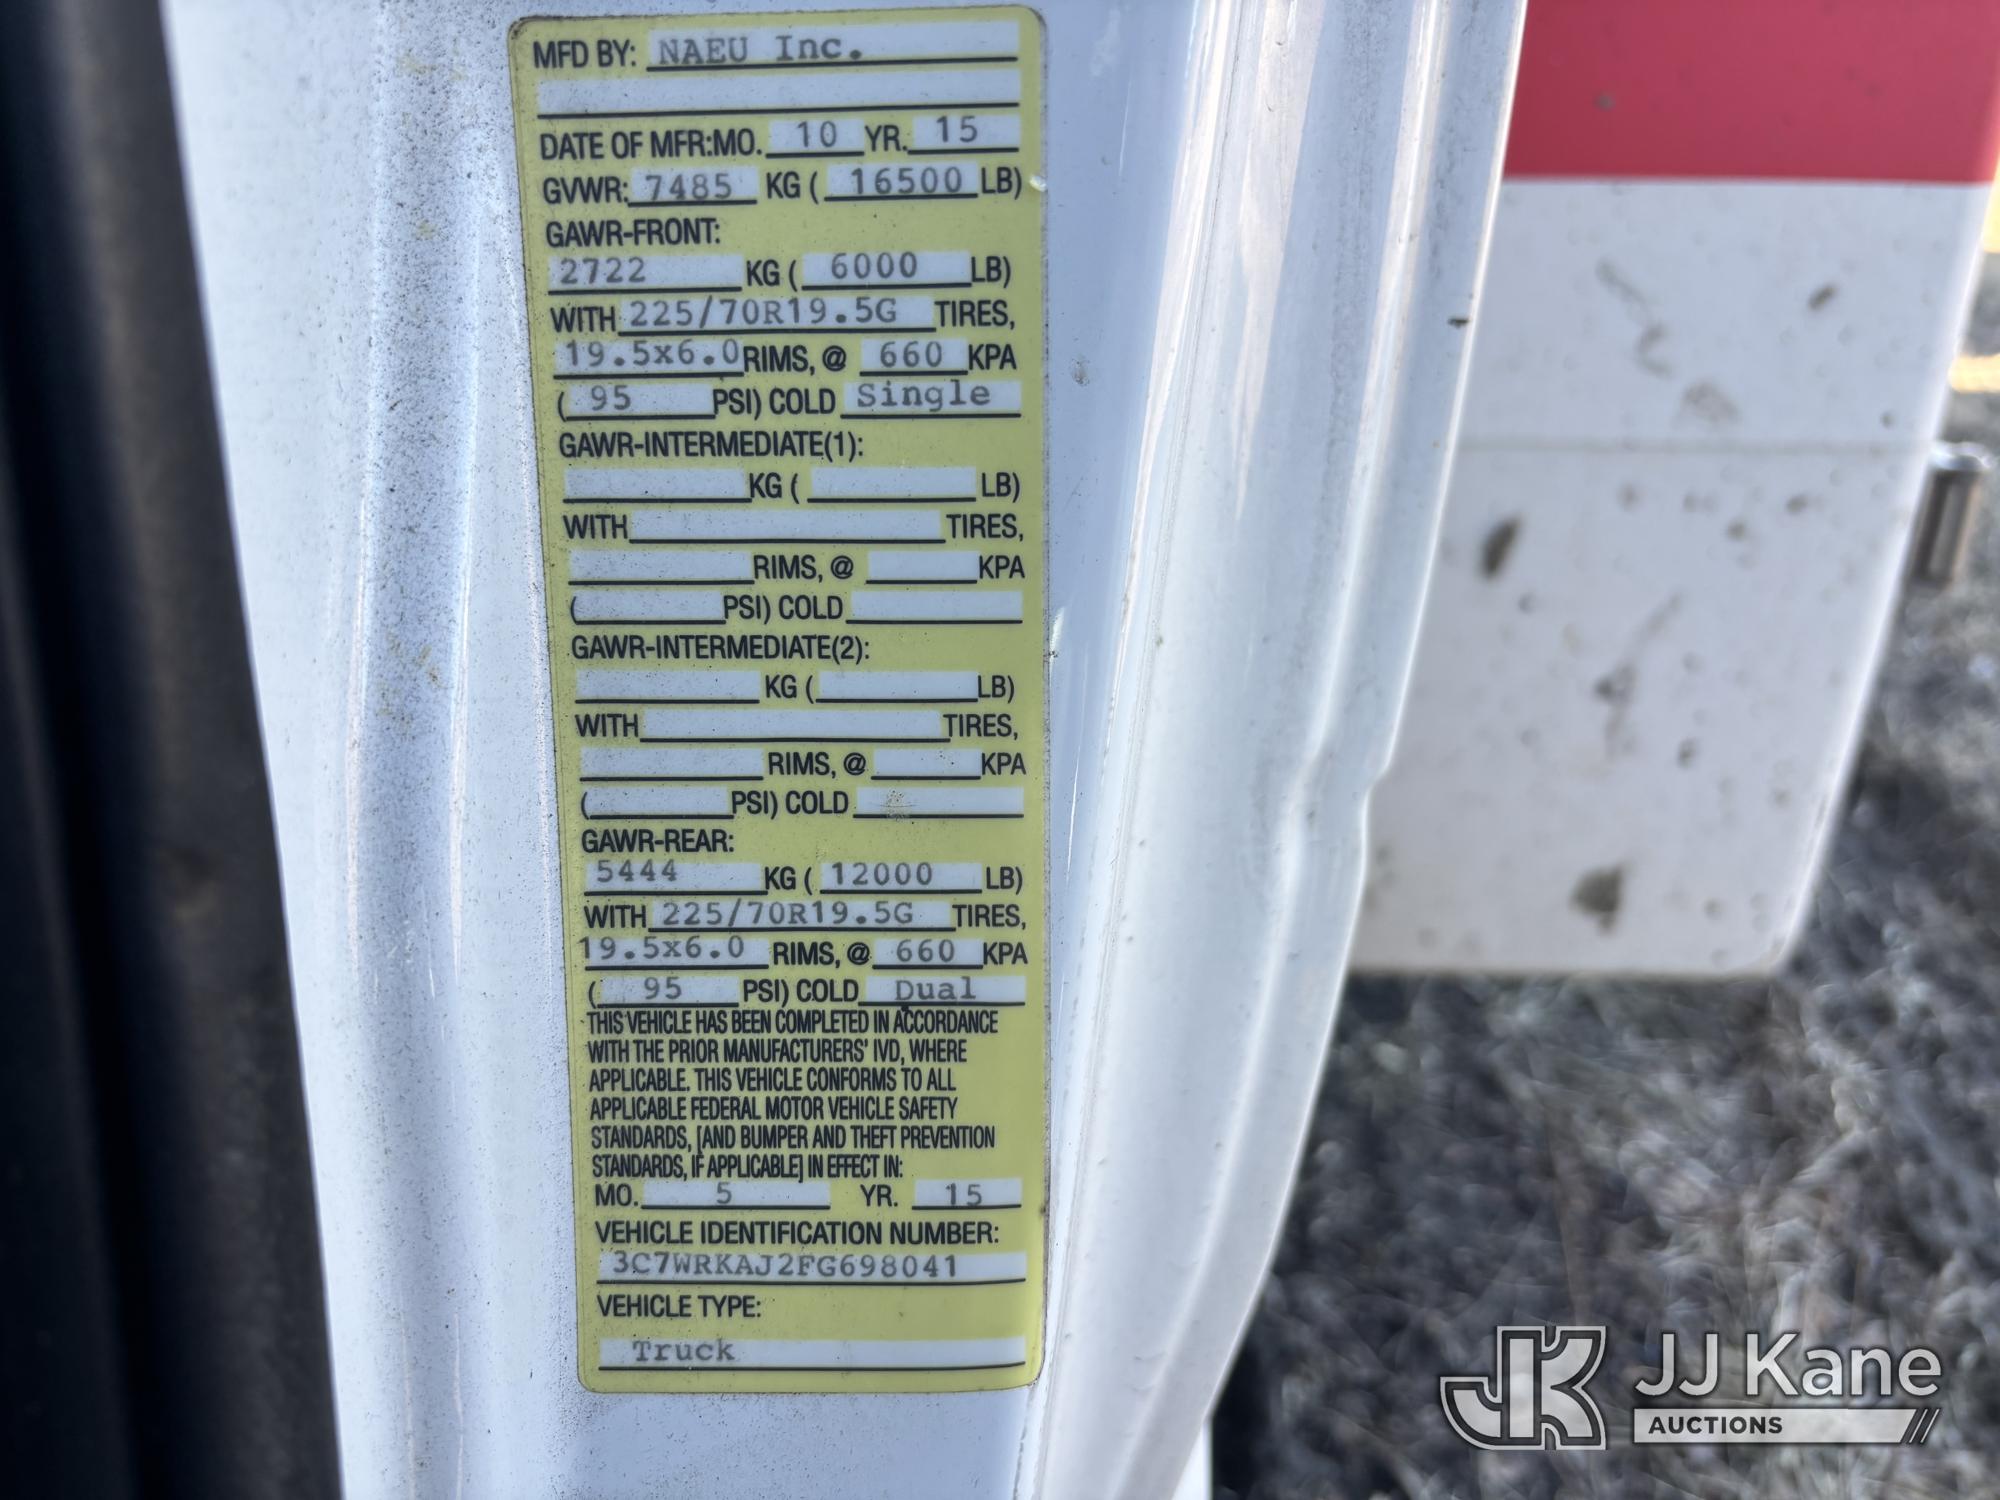 MFD BY: NAEU Inc.
DATE OF MFR:MO. 10 YR. 15
GVWR: 7485 KG ( 16500 LB)
GAWR-FRONT:
2722 KG ( 6000 LB)
WITH 225/70R19.5G TIRES,
19.5x6.0 RIMS, @ 660 KPA
( 95 PSI) COLD Single
GAWR-INTERMEDIATE(1):
KG ( LB)
WITH TIRES,
RIMS, @ KPA
( PSI) COLD
GAWR-INTERMEDIATE(2):
KG ( LB)
WITH TIRES,
RIMS, @ KPA
( PSI) COLD
GAWR-REAR:
5444 KG ( 12000 LB)
WITH 225/70R19.5G TIRES,
19.5x6.0 RIMS, @ 660 KPA
( 95 PSI) COLD Dual
THIS VEHICLE HAS BEEN COMPLETED IN ACCORDANCE
WITH THE PRIOR MANUFACTURERS' IVD, WHERE
APPLICABLE. THIS VEHICLE CONFORMS TO ALL
APPLICABLE FEDERAL MOTOR VEHICLE SAFETY
STANDARDS, [AND BUMPER AND THEFT PREVENTION
STANDARDS, IF APPLICABLE] IN EFFECT IN:
MO. 5 YR. 15
VEHICLE IDENTIFICATION NUMBER:
3C7WRKAJ2FG698041
VEHICLE TYPE:
Truck
JK JJ Kane
AUCTIONS